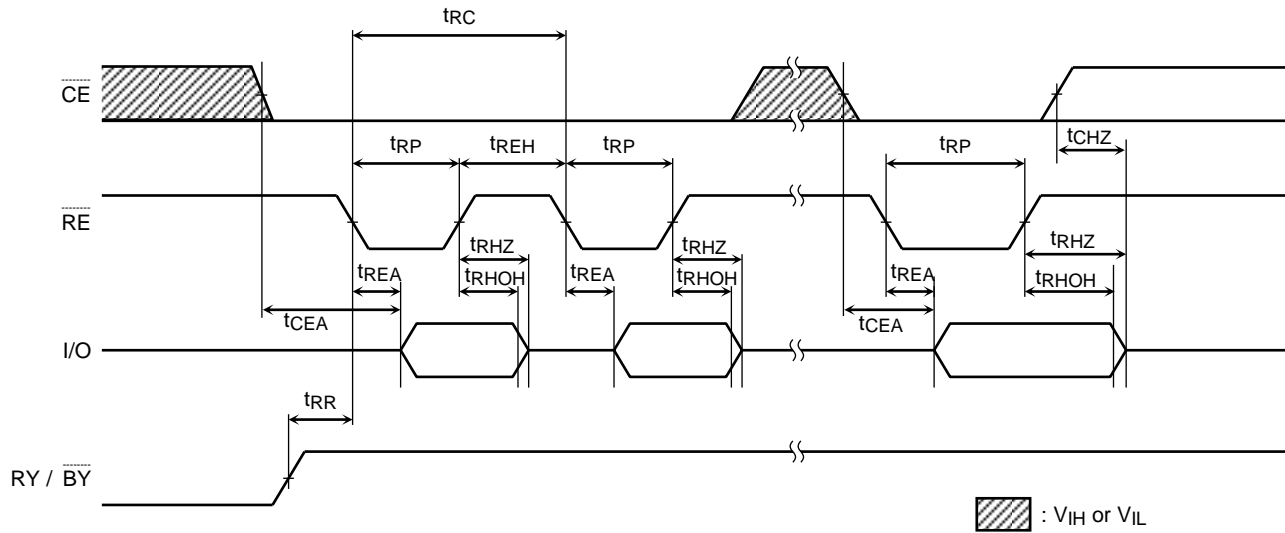 tRC
CE
tRP tREH tRP tRP tCHZ
RE
tRHZ tRHZ tRHZ
tREA tRHOH tREA tRHOH tREA tRHOH
tCEA tCEA
I/O
tRR
RY / BY
: VIH or VIL